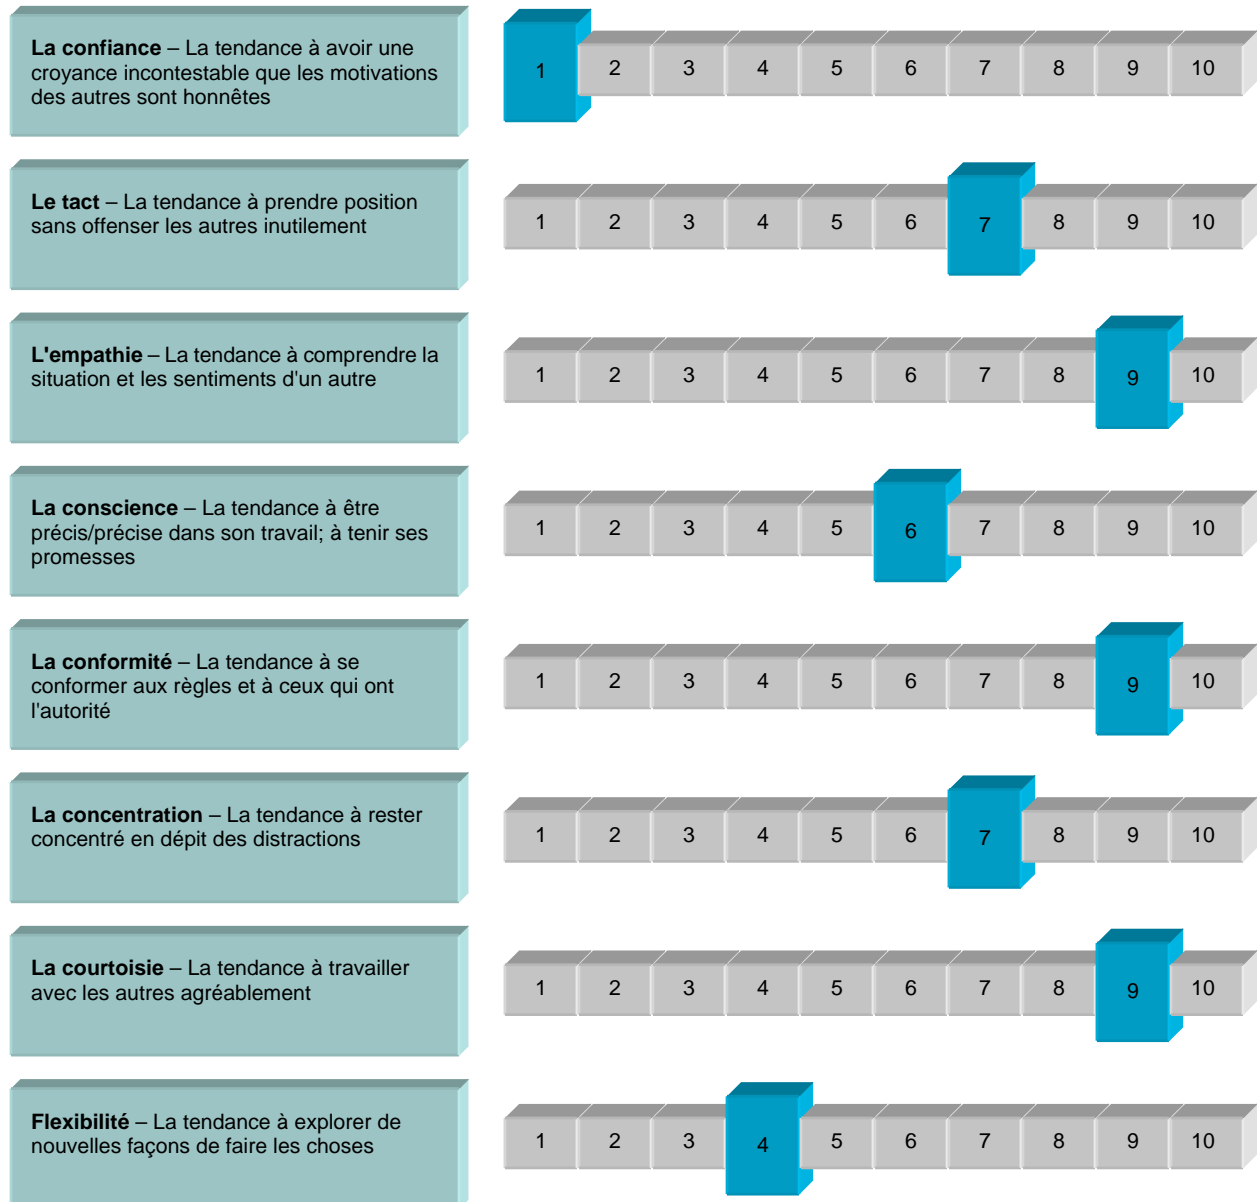 La confiance – La tendance à avoir une
croyance incontestable que les motivations
des autres sont honnêtes
1 2 3 4 5 6 7 8 9 10
Le tact – La tendance à prendre position
sans offenser les autres inutilement
1 2 3 4 5 6 7 8 9 10
L'empathie – La tendance à comprendre la
situation et les sentiments d'un autre
1 2 3 4 5 6 7 8 9 10
La conscience – La tendance à être
précis/précise dans son travail; à tenir ses
promesses
1 2 3 4 5 6 7 8 9 10
La conformité – La tendance à se
conformer aux règles et à ceux qui ont
l'autorité
1 2 3 4 5 6 7 8 9 10
La concentration – La tendance à rester
concentré en dépit des distractions
1 2 3 4 5 6 7 8 9 10
La courtoisie – La tendance à travailler
avec les autres agréablement
1 2 3 4 5 6 7 8 9 10
Flexibilité – La tendance à explorer de
nouvelles façons de faire les choses
1 2 3 4 5 6 7 8 9 10